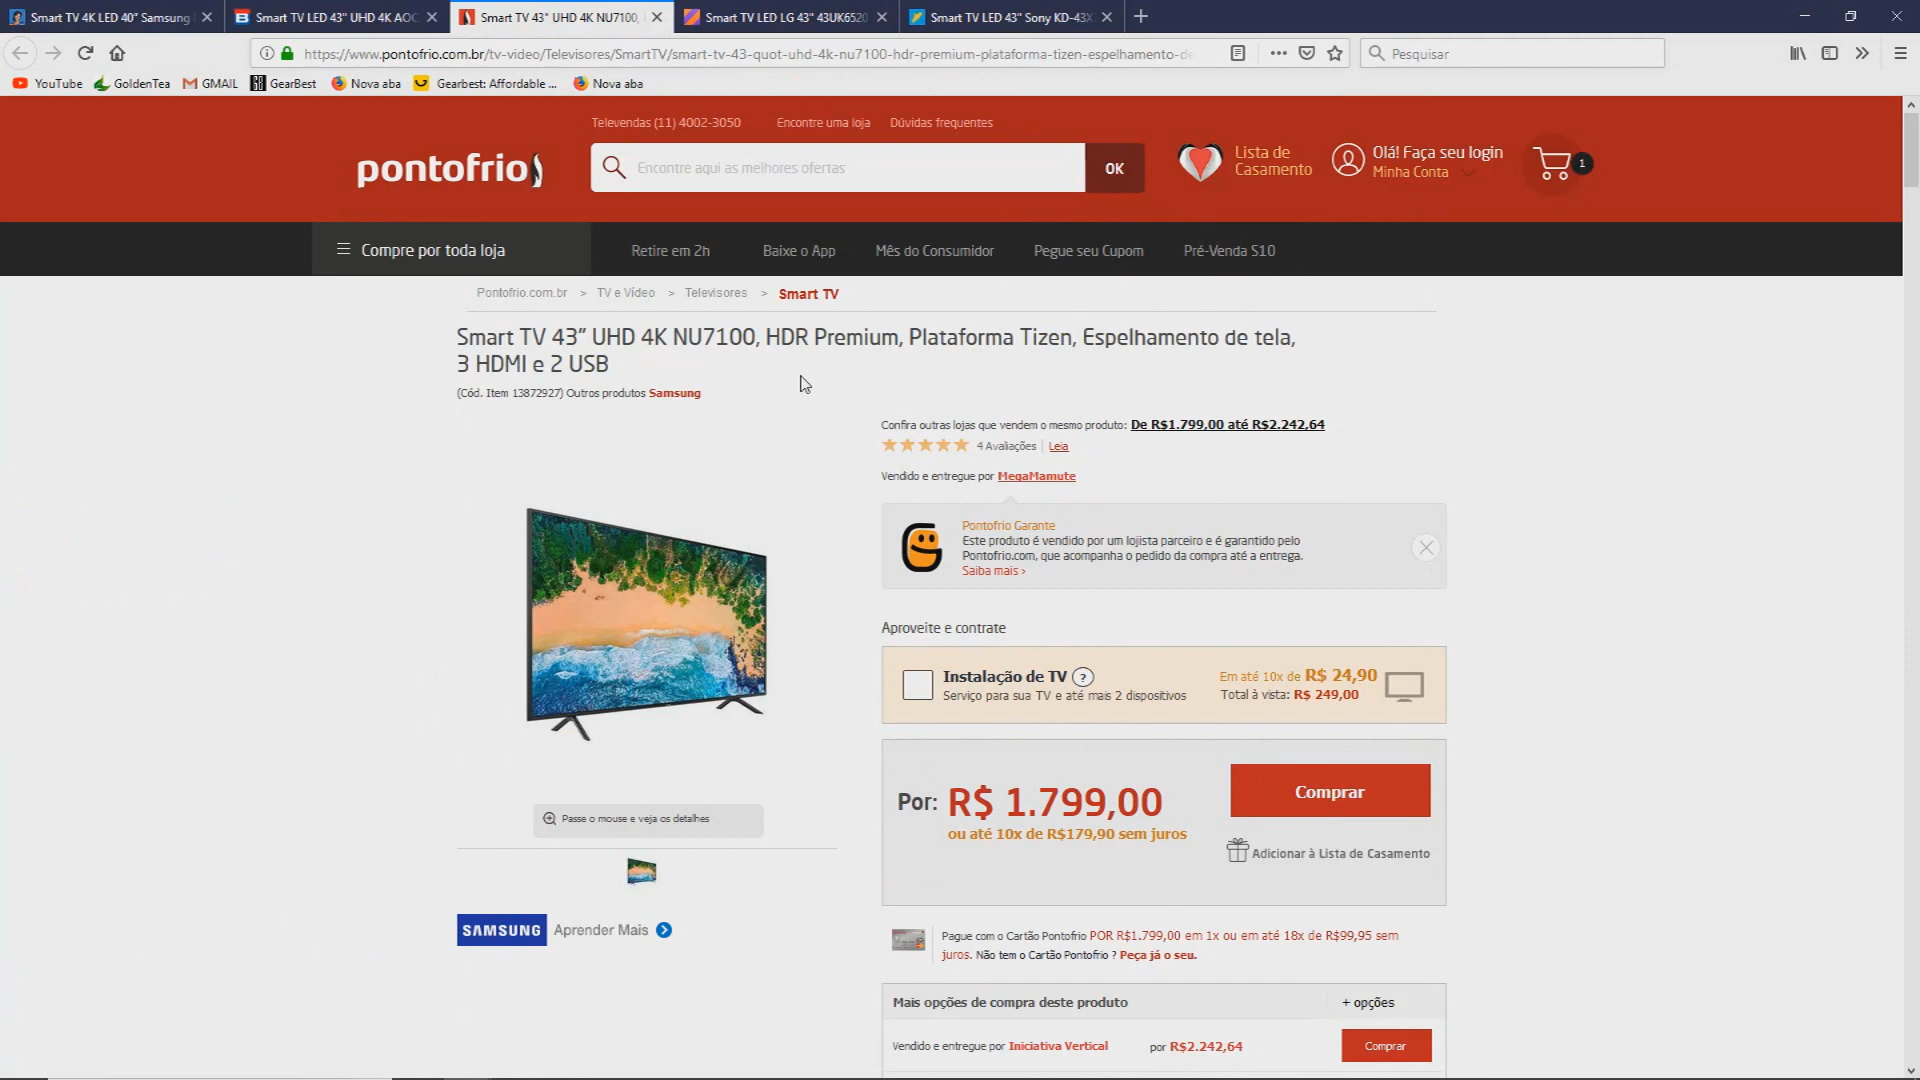 Smart TV 4K LED 40" Samsung
Smart TV LED 43" UHD 4K AOC
Smart TV 43" UHD 4K NU7100,
Smart TV LED LG 43" 43UK6520
Smart TV LED 43" Sony KD-43X
https://www.pontofrio.com.br/tv-video/Televisores/SmartTV/smart-tv-43-quot-uhd-4k-nu7100-hdr-premium-plataforma-tizen-espelhamento-de
Pesquisar
YouTube
GoldenTea
GMAIL
GearBest
Nova aba
Gearbest: Affordable ...
Nova aba
Televendas (11) 4002-3050
Encontre uma loja
Dúvidas frequentes
pontofrio
Encontre aqui as melhores ofertas
OK
Lista de
Casamento
Olá! Faça seu login
Minha Conta
1
Compre por toda loja
Retire em 2h
Baixe o App
Mês do Consumidor
Pegue seu Cupom
Pré-Venda S10
Pontofrio.com.br > TV e Vídeo > Televisores > Smart TV
Smart TV 43” UHD 4K NU7100, HDR Premium, Plataforma Tizen, Espelhamento de tela,
3 HDMI e 2 USB
(Cód. Item 13872927) Outros produtos Samsung
Confira outras lojas que vendem o mesmo produto: De R$1.799,00 até R$2.242,64
4 Avaliações | Leia
Vendido e entregue por MegaMamute
Pontofrio Garante
Este produto é vendido por um lojista parceiro e é garantido pelo
Pontofrio.com, que acompanha o pedido da compra até a entrega.
Saiba mais >
Aproveite e contrate
Instalação de TV ?
Serviço para sua TV e até mais 2 dispositivos
Em até 10x de R$ 24,90
Total à vista: R$ 249,00
Por: R$ 1.799,00
ou até 10x de R$179,90 sem juros
Comprar
Adicionar à Lista de Casamento
Passe o mouse e veja os detalhes
SAMSUNG Aprender Mais
Pague com o Cartão Pontofrio POR R$1.799,00 em 1x ou em até 18x de R$99,95 sem
juros. Não tem o Cartão Pontofrio ? Peça já o seu.
Mais opções de compra deste produto
+ opções
Vendido e entregue por Iniciativa Vertical
por R$2.242,64
Comprar